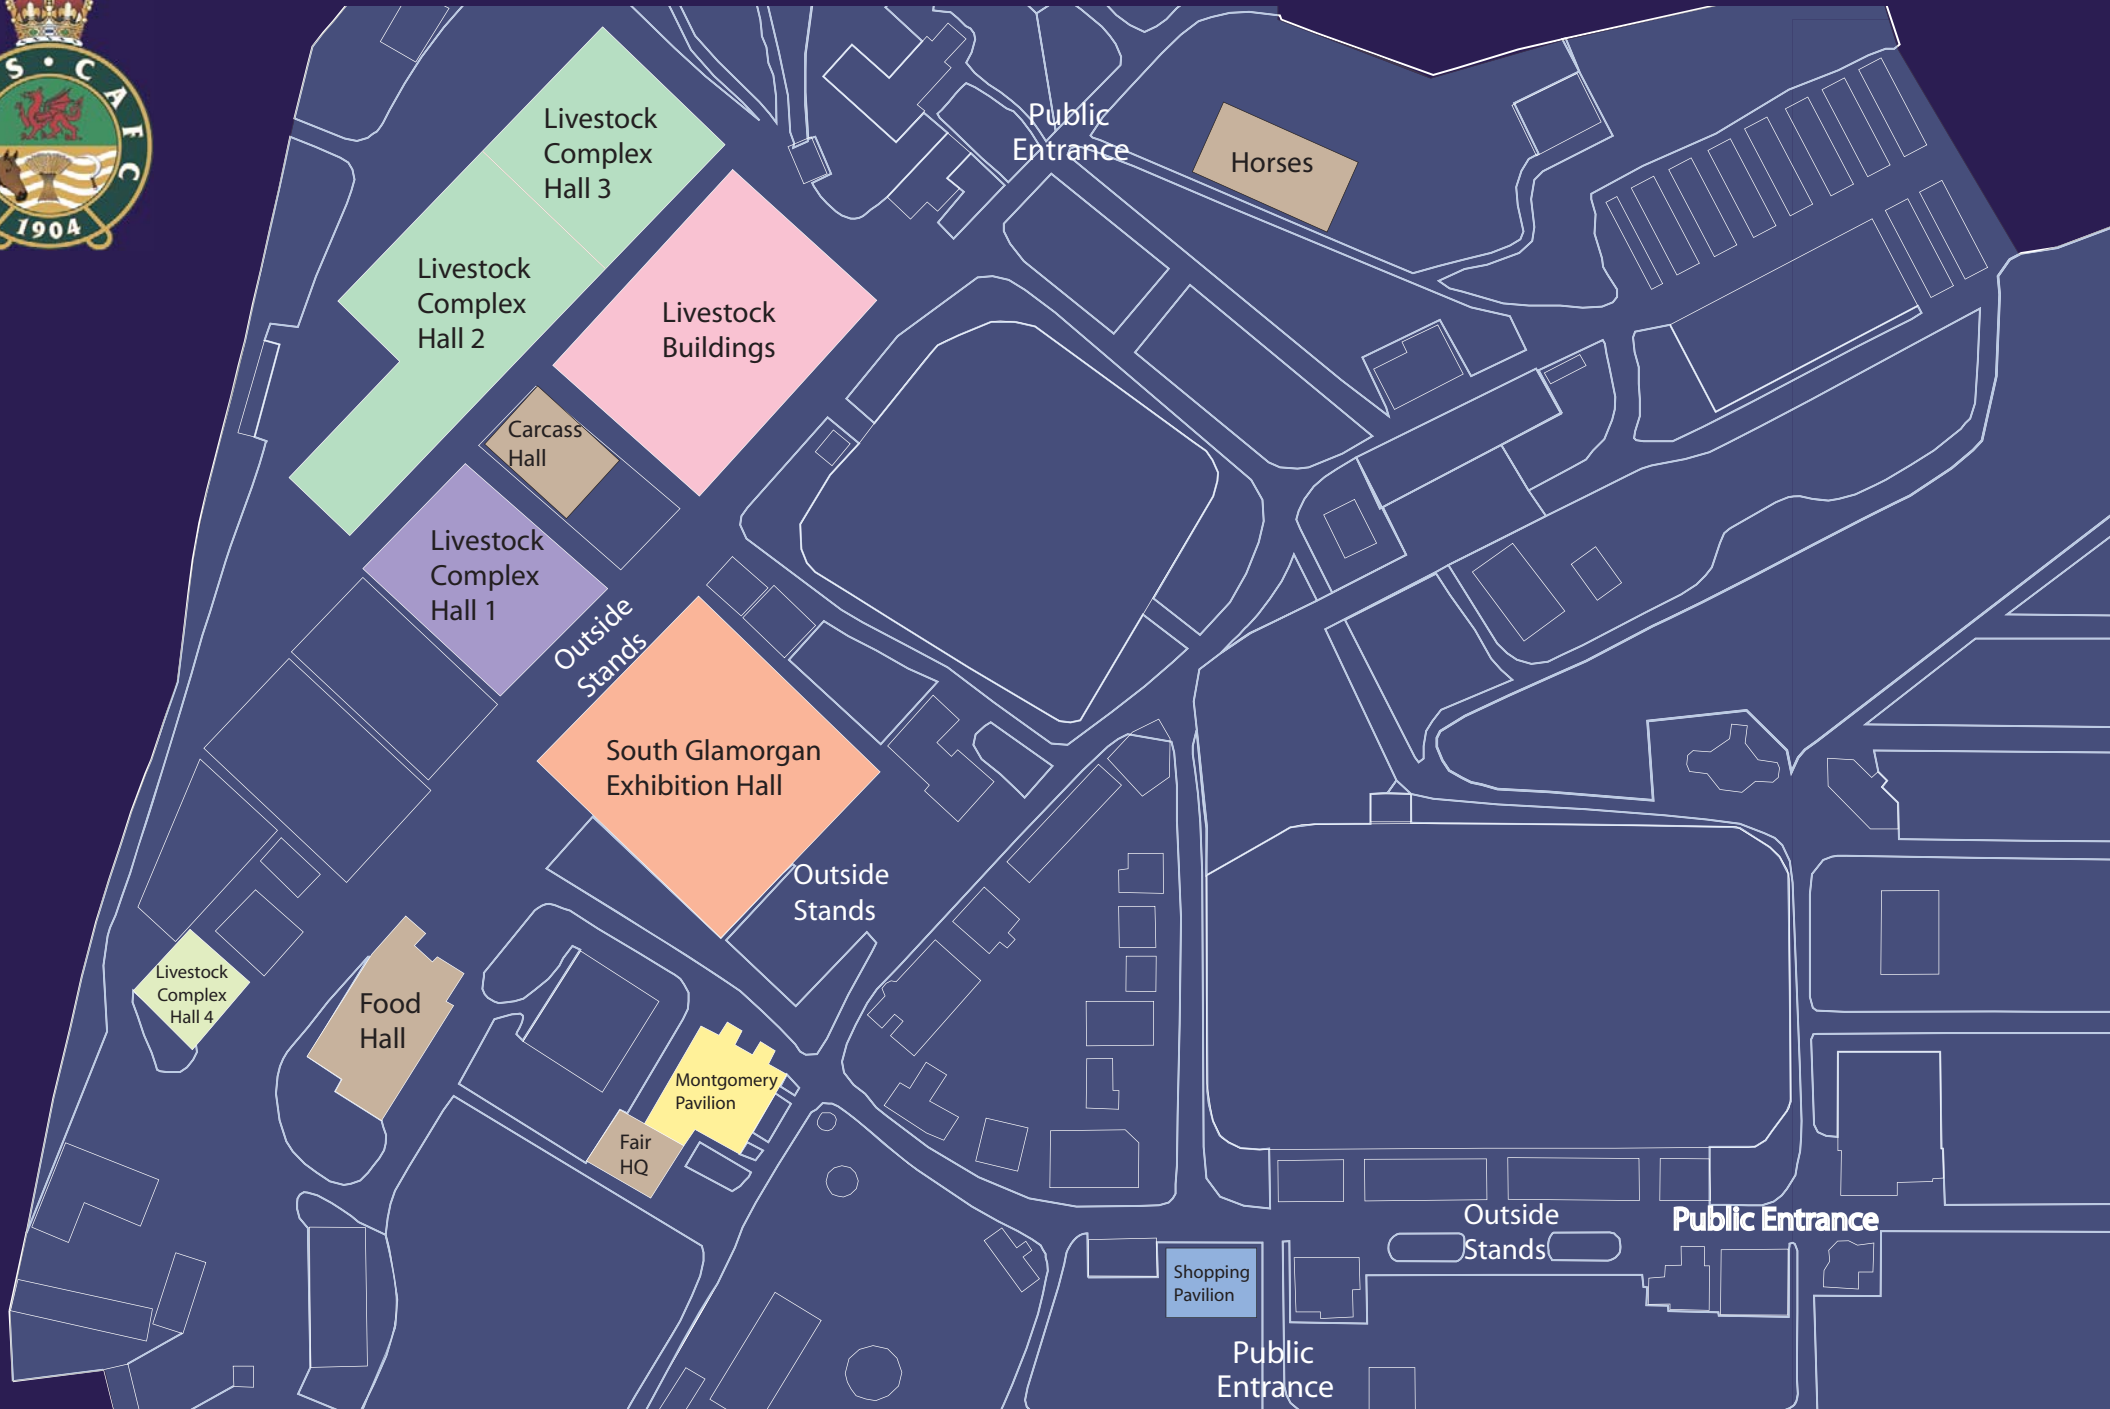 S • C A F C
1904
Livestock
Complex
Hall 3
Public
Entrance
Horses
Livestock
Complex
Hall 2
Livestock
Buildings
Carcass
Hall
Livestock
Complex
Hall 1
Outside
Stands
South Glamorgan
Exhibition Hall
Outside
Stands
Livestock
Complex
Hall 4
Food
Hall
Montgomery
Pavilion
Fair
HQ
Outside
Stands
Public Entrance
Shopping
Pavilion
Public
Entrance